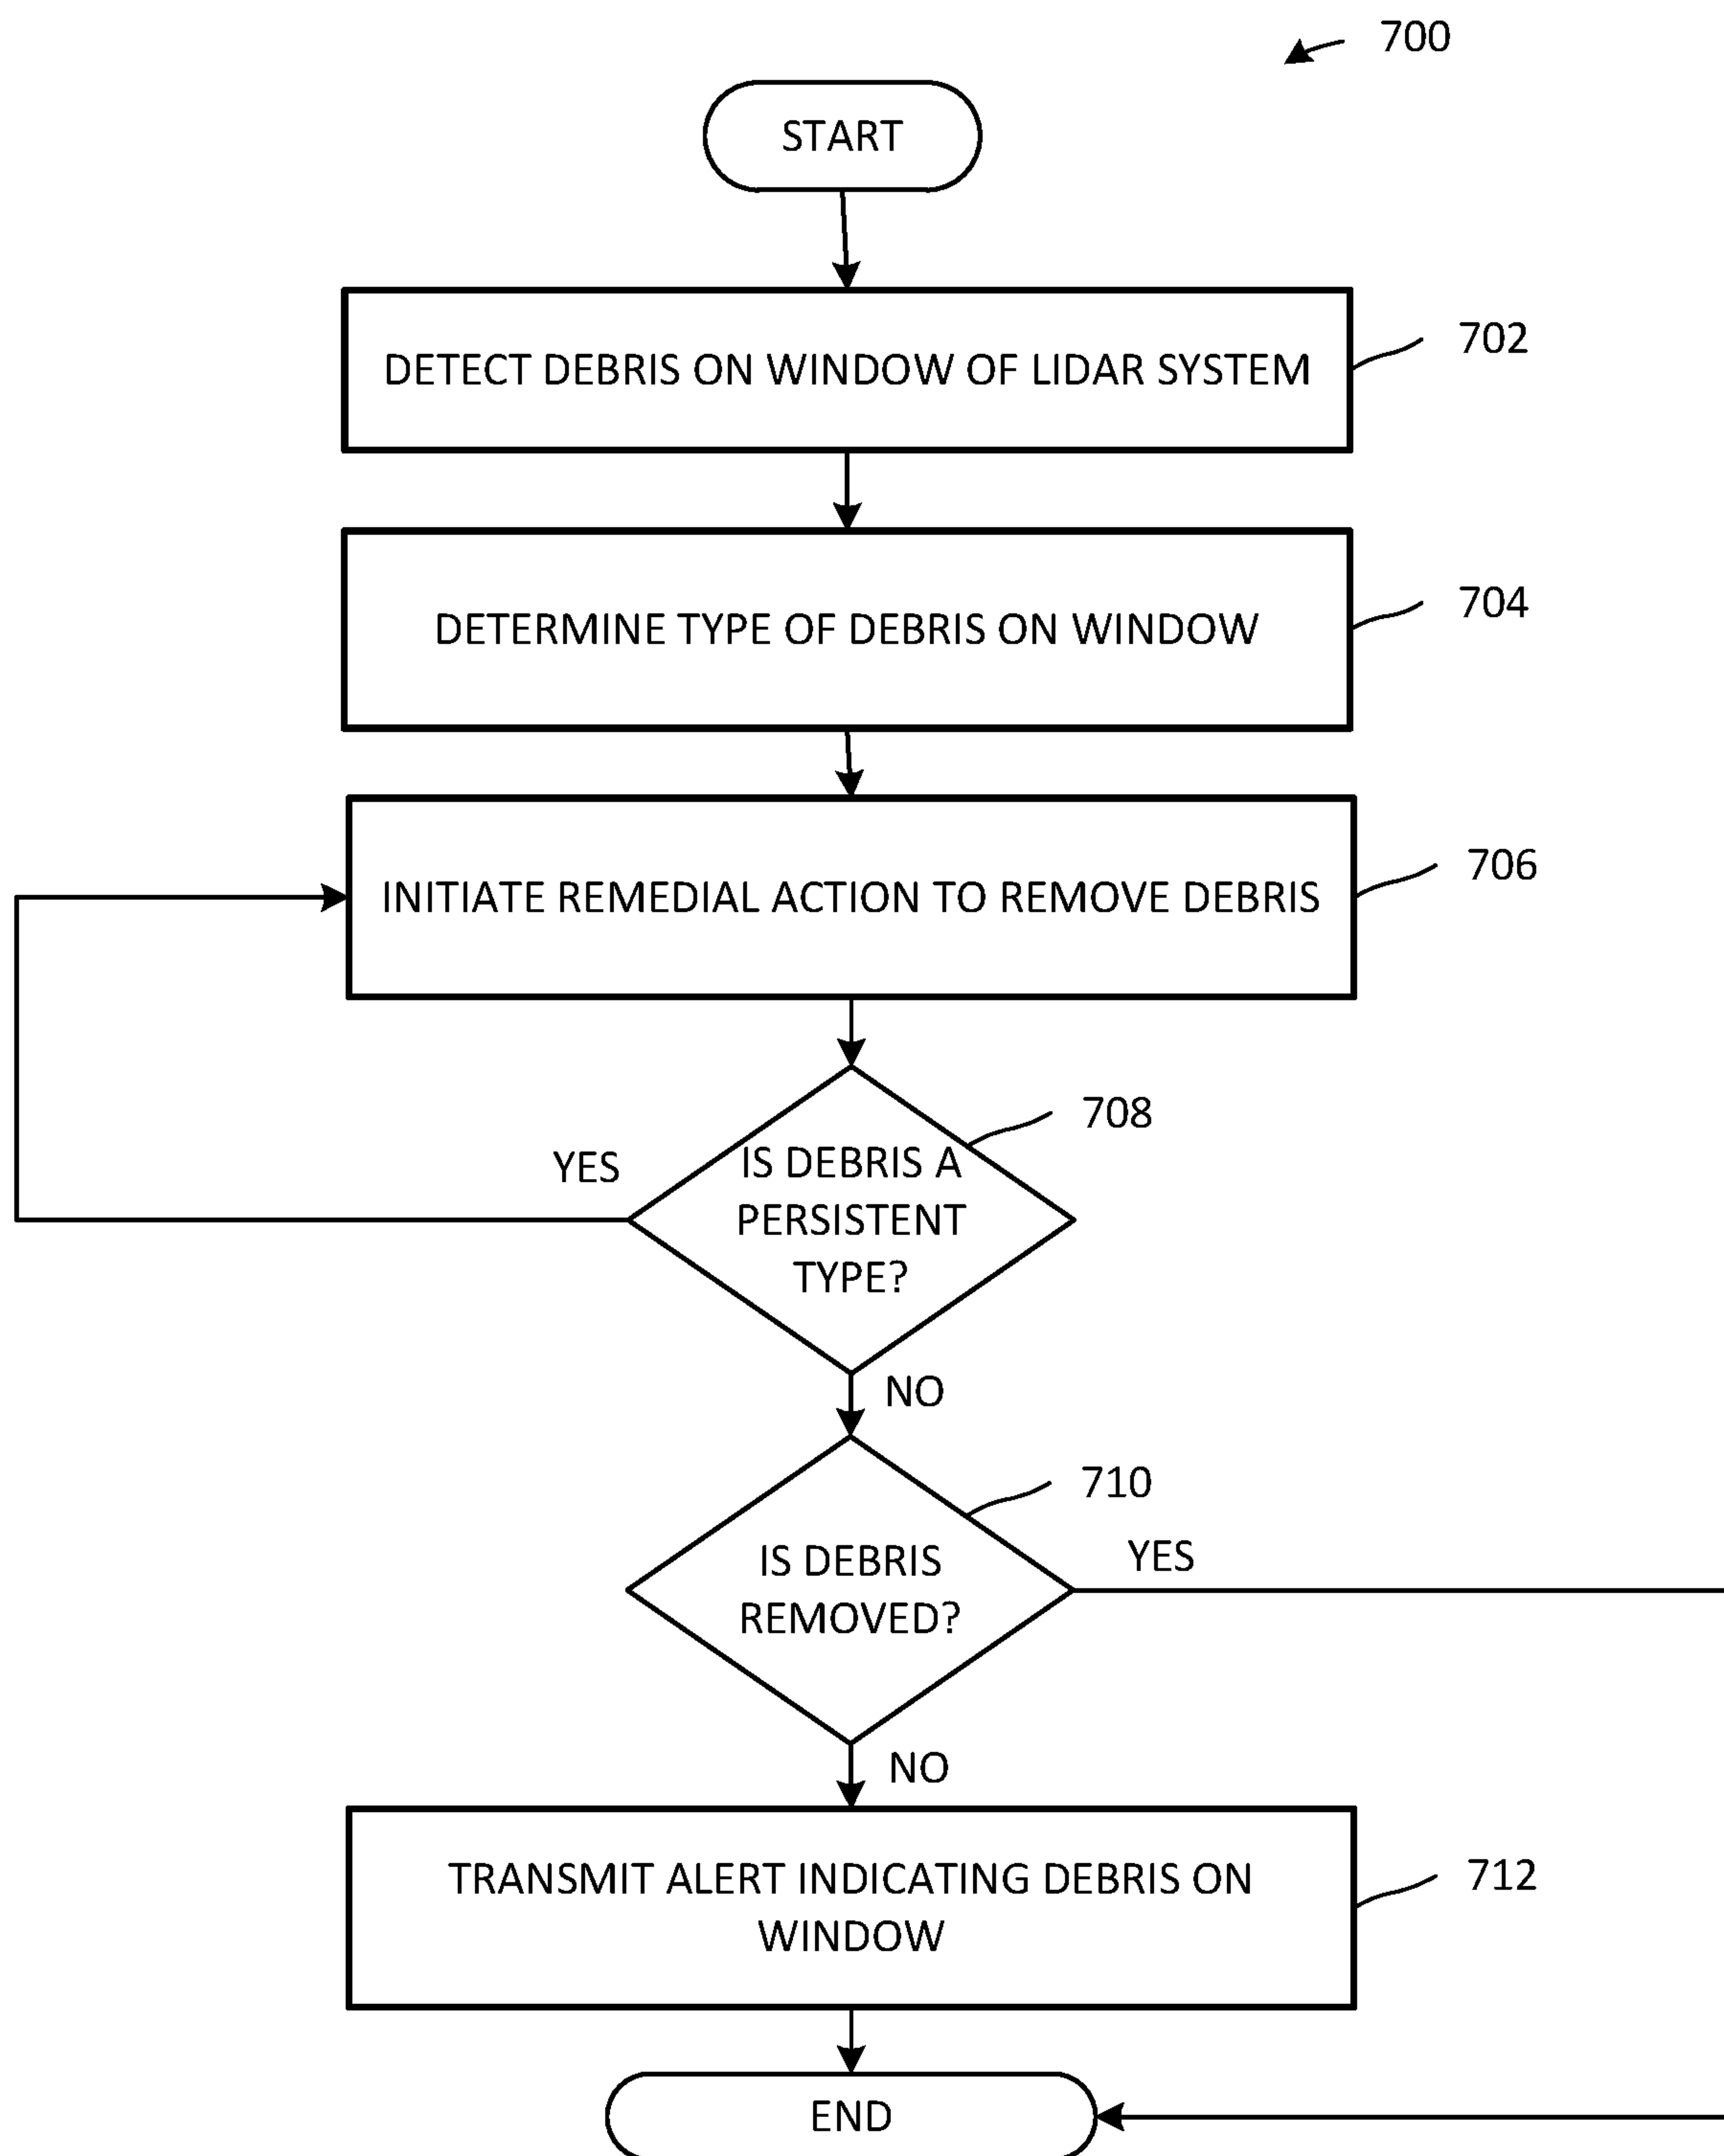 700
START
DETECT DEBRIS ON WINDOW OF LIDAR SYSTEM
702
DETERMINE TYPE OF DEBRIS ON WINDOW
704
INITIATE REMEDIAL ACTION TO REMOVE DEBRIS
706
708
YES
IS DEBRIS A
PERSISTENT
TYPE?
NO
710
YES
IS DEBRIS
REMOVED?
NO
TRANSMIT ALERT INDICATING DEBRIS ON
WINDOW
712
END